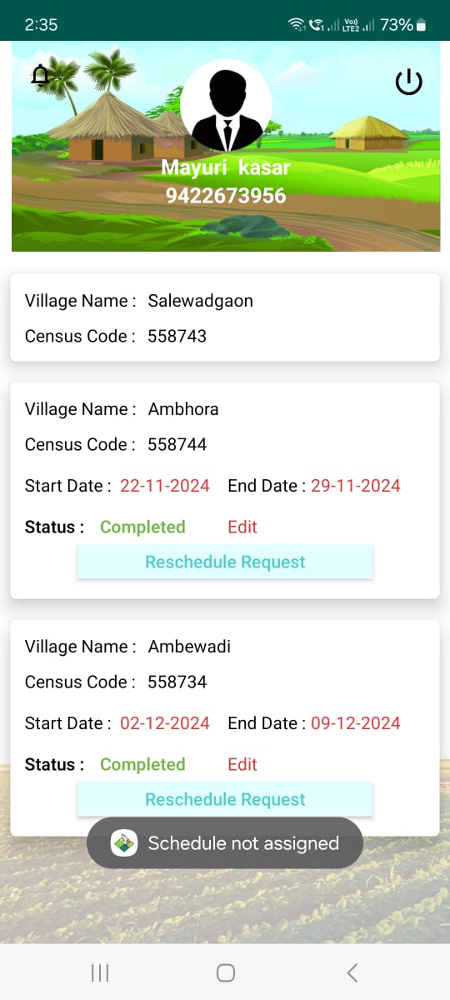 2:35
Vo)) LTE2 73%
Mayuri kasar
9422673956
Village Name : Salewadgaon
Census Code : 558743
Village Name : Ambhora
Census Code : 558744
Start Date : 22-11-2024 End Date : 29-11-2024
Status : Completed Edit
Reschedule Request
Village Name : Ambewadi
Census Code : 558734
Start Date : 02-12-2024 End Date : 09-12-2024
Status : Completed Edit
Reschedule Request
Schedule not assigned